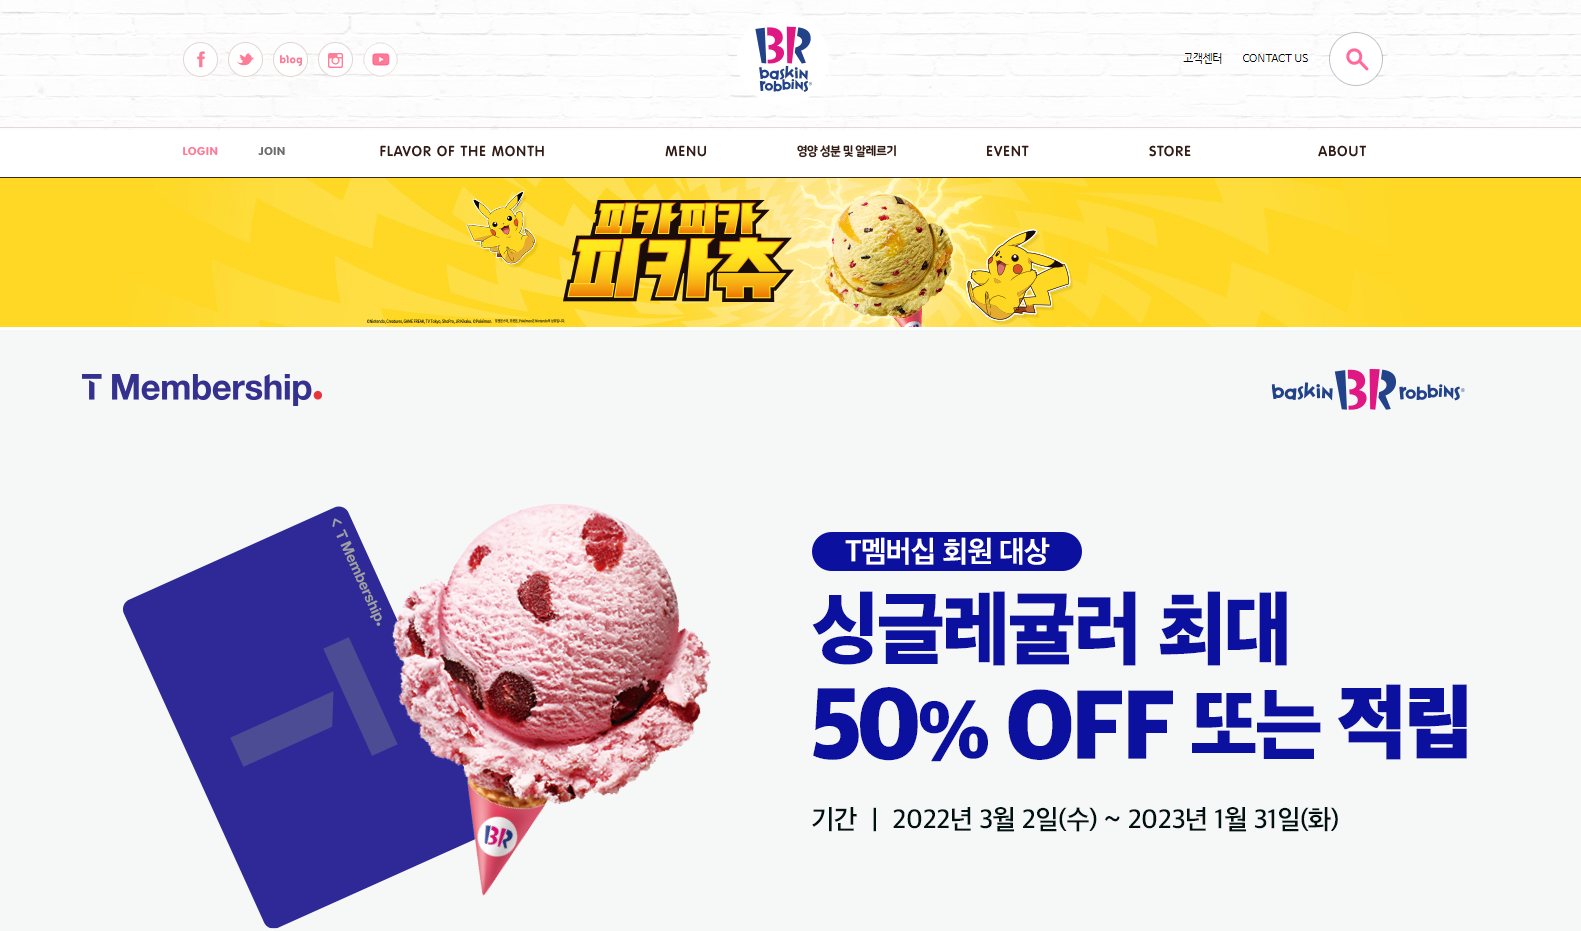 blog
BR
baskin
robbins
고객센터
CONTACT US
LOGIN
JOIN
FLAVOR OF THE MONTH
MENU
영양 성분 및 알레르기
EVENT
STORE
ABOUT
피카피카
피카츄
T Membership.
baskin BR robbins
< T Membership.
T
BR
T멤버십 회원 대상
싱글레귤러 최대
50% OFF 또는 적립
기간 | 2022년 3월 2일(수) ~ 2023년 1월 31일(화)